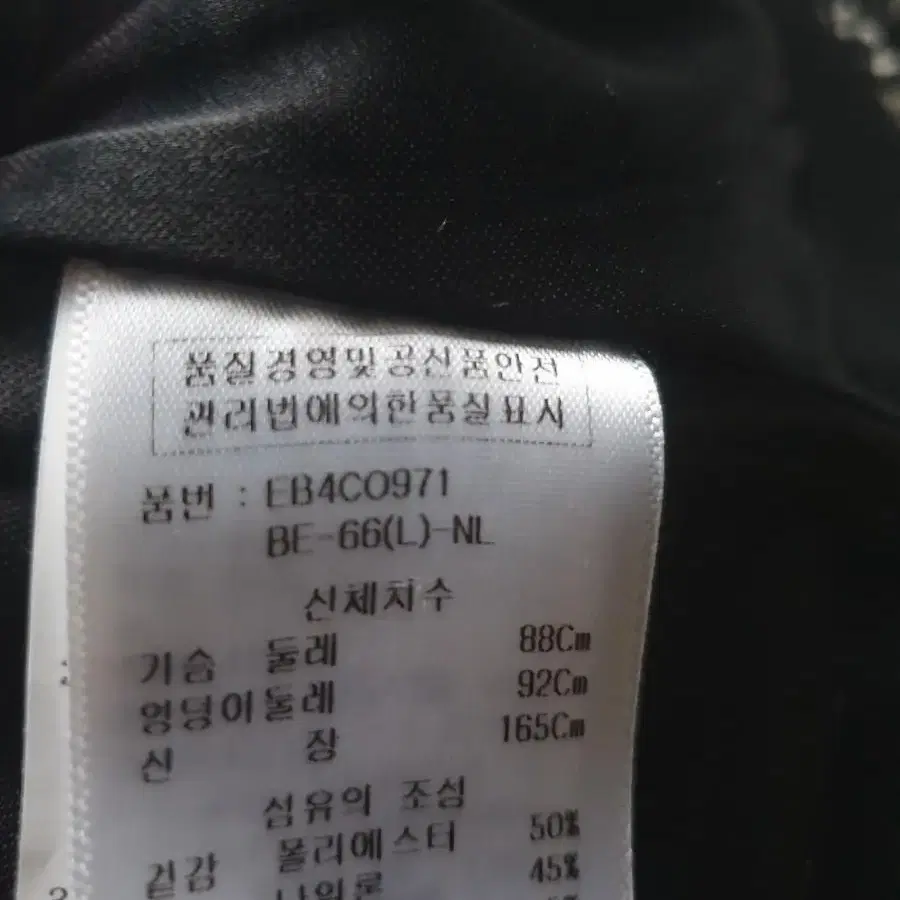 품질경영및공산품안전
관리법에의한품질표시
품번 : EB4CO971
BE-66(L)-NL
신체치수
가슴 둘레 88Cm
엉덩이둘레 92Cm
신 장 165Cm
섬유의 조성
겉감 폴리에스터 50%
나일론 45%